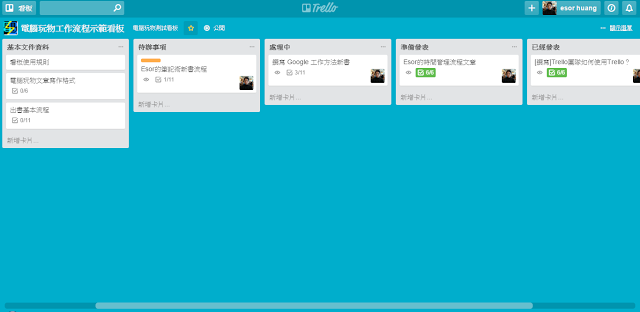 看板
Trello
esor huang
電腦玩物工作流程示範看板
電腦玩物測試看板
公開
顯示選單
基本文件資料
看板使用規則
電腦玩物文章寫作格式
0/6
出書基本流程
0/11
新增卡片...
待辦事項
Esor的筆記術新書流程
1/11
新增卡片...
處理中
撰寫 Google 工作方法新書
3/11
新增卡片...
準備發表
Esor的時間管理流程文章
6/6
新增卡片...
已經發表
[撰寫]Trello團隊如何使用Trello？
6/6
新增卡片...